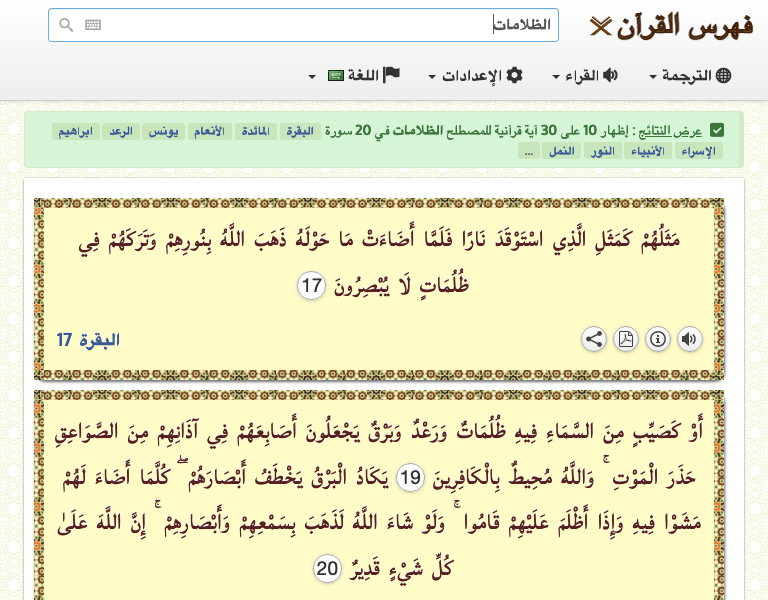 فهرس القرآن
الظلامات
الترجمة القراء الإعدادات اللغة
عرض النتائج : إظهار 10 على 30 آية قرآنية للمصطلح الظلامات في 20 سورة البقرة المائدة الأنعام يونس الرعد ابراهيم
الإسراء الأنبياء النور النمل ...
مَثَلُهُمْ كَمَثَلِ الَّذِي اسْتَوْقَدَ نَارًا فَلَمَّا أَضَاءَتْ مَا حَوْلَهُ ذَهَبَ اللَّهُ بِنُورِهِمْ وَتَرَكَهُمْ فِي
ظُلُمَاتٍ لَا يُبْصِرُونَ 17
البقرة 17
أَوْ كَصَيِّبٍ مِنَ السَّمَاءِ فِيهِ ظُلُمَاتٌ وَرَعْدٌ وَبَرْقٌ يَجْعَلُونَ أَصَابِعَهُمْ فِي آذَانِهِمْ مِنَ الصَّوَاعِقِ
حَذَرَ الْمَوْتِ ۚ وَاللَّهُ مُحِيطٌ بِالْكَافِرِينَ 19 يَكَادُ الْبَرْقُ يَخْطَفُ أَبْصَارَهُمْ ۖ كُلَّمَا أَضَاءَ لَهُمْ
مَشَوْا فِيهِ وَإِذَا أَظْلَمَ عَلَيْهِمْ قَامُوا ۚ وَلَوْ شَاءَ اللَّهُ لَذَهَبَ بِسَمْعِهِمْ وَأَبْصَارِهِمْ ۚ إِنَّ اللَّهَ عَلَىٰ
كُلِّ شَيْءٍ قَدِيرٌ 20